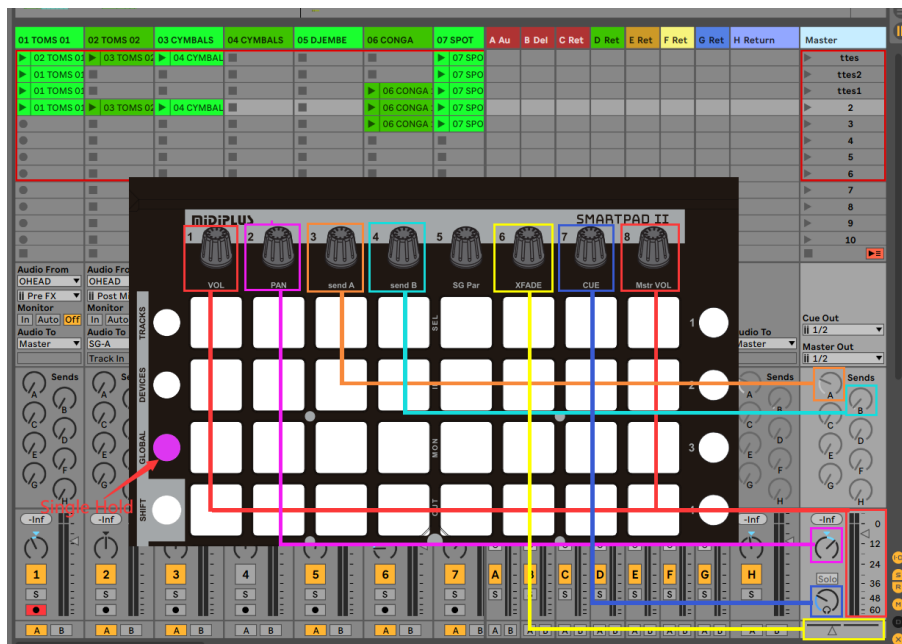 01 TOMS 01 02 TOMS 02 03 CYMBALS 04 CYMBALS 05 DJEMBE 06 CONGA 07 SPOT A Au B Del C Ret D Ret E Ret F Ret G Ret H Return Master
02 TOMS 01 03 TOMS 02 04 CYMBAL 07 SPO ttes
01 TOMS 01 07 SPO ttes2
01 TOMS 01 06 CONGA 07 SPO ttes1
01 TOMS 01 03 TOMS 02 04 CYMBAL 06 CONGA 07 SPO 2
06 CONGA 07 SPO 3
4
5
6
7
8
9
10
MIDIPLUS SMARTPAD II
1 2 3 4 5 6 7 8
VOL PAN send A send B SG Par XFADE CUE Mstr VOL
TRACKS SEL 1
DEVICES 2
GLOBAL MON 3
SHIFT
Single Hold
Audio From Audio Fro
OHEAD OHEAD
Pre FX Post M
Monitor Monitor
In Auto Off In Auto
Audio To Audio To udio To
Master SG-A Master
Track In
Cue Out
1/2
Master Out
1/2
Sends Se Sends Sends
A B A B A B A B
C D C D C D C D
E F E F E F E F
G H G H G H G H
-Inf -Inf -Inf -Inf
0
12
24
36
48
60
1 2 3 4 5 6 7 A B C D E F G H Solo
S S S S S S S S S S S S S S S
A B A B A B A B A B A B A B A B A B A B A B A B A B A B A B